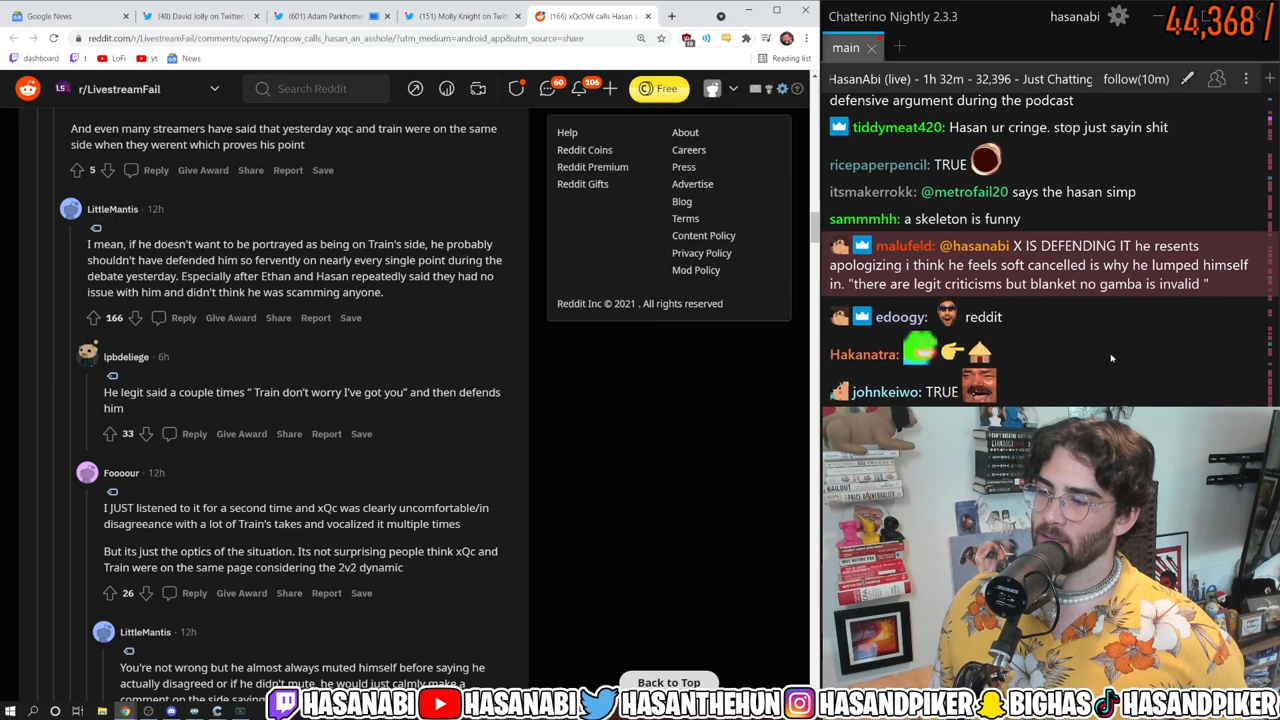 Google News
(48) David Jolly on Twitter
(601) Adam Parkhome
(151) Molly Knight on Twit
(166) xQcOW calls Hasan a
reddit.com/r/LivestreamFail/comments/opwng7/xqcow_calls_hasan_an_asshole/?utm_medium=android_app&utm_source=share
Reading list
dashboard
LoFi
yt
News
r/LivestreamFail
Search Reddit
60
106
Free
And even many streamers have said that yesterday xqc and train were on the same
side when they werent which proves his point
5 Reply Give Award Share Report Save
LittleMantis · 12h
I mean, if he doesn't want to be portrayed as being on Train's side, he probably
shouldn't have defended him so fervently on nearly every single point during the
debate yesterday. Especially after Ethan and Hasan repeatedly said they had no
issue with him and didn't think he was scamming anyone.
166 Reply Give Award Share Report Save
lpbdeliege · 6h
He legit said a couple times “ Train don’t worry I’ve got you” and then defends
him
33 Reply Give Award Share Report Save
Foooour · 12h
I JUST listened to it for a second time and xQc was clearly uncomfortable/in
disagreeance with a lot of Train's takes and vocalized it multiple times
But its just the optics of the situation. Its not surprising people think xQc and
Train were on the same page considering the 2v2 dynamic
26 Reply Give Award Share Report Save
LittleMantis · 12h
You're not wrong but he almost always muted himself before saying he
actually disagreed or if he didn't mute, he would just calmly make a
comment on the side saying
Help
Reddit Coins
Reddit Premium
Reddit Gifts
About
Careers
Press
Advertise
Blog
Terms
Content Policy
Privacy Policy
Mod Policy
Reddit Inc © 2021 . All rights reserved
Back to Top
Chatterino Nightly 2.3.3
hasanabi
44,368 /
main
HasanAbi (live) - 1h 32m - 32,396 - Just Chatting
follow(10m)
defensive argument during the podcast
tiddymeat420: Hasan ur cringe. stop just sayin shit
ricepaperpencil: TRUE
itsmakerrokk: @metrofail20 says the hasan simp
sammmhh: a skeleton is funny
malufeld: @hasanabi X IS DEFENDING IT he resents
apologizing i think he feels soft cancelled is why he lumped himself
in. "there are legit criticisms but blanket no gamba is invalid "
edoogy: reddit
Hakanatra:
johnkeiwo: TRUE
HASANABI
HASANABI
HASANTHEHUN
HASANDPIKER
BIGHAS
HASANDPIKER